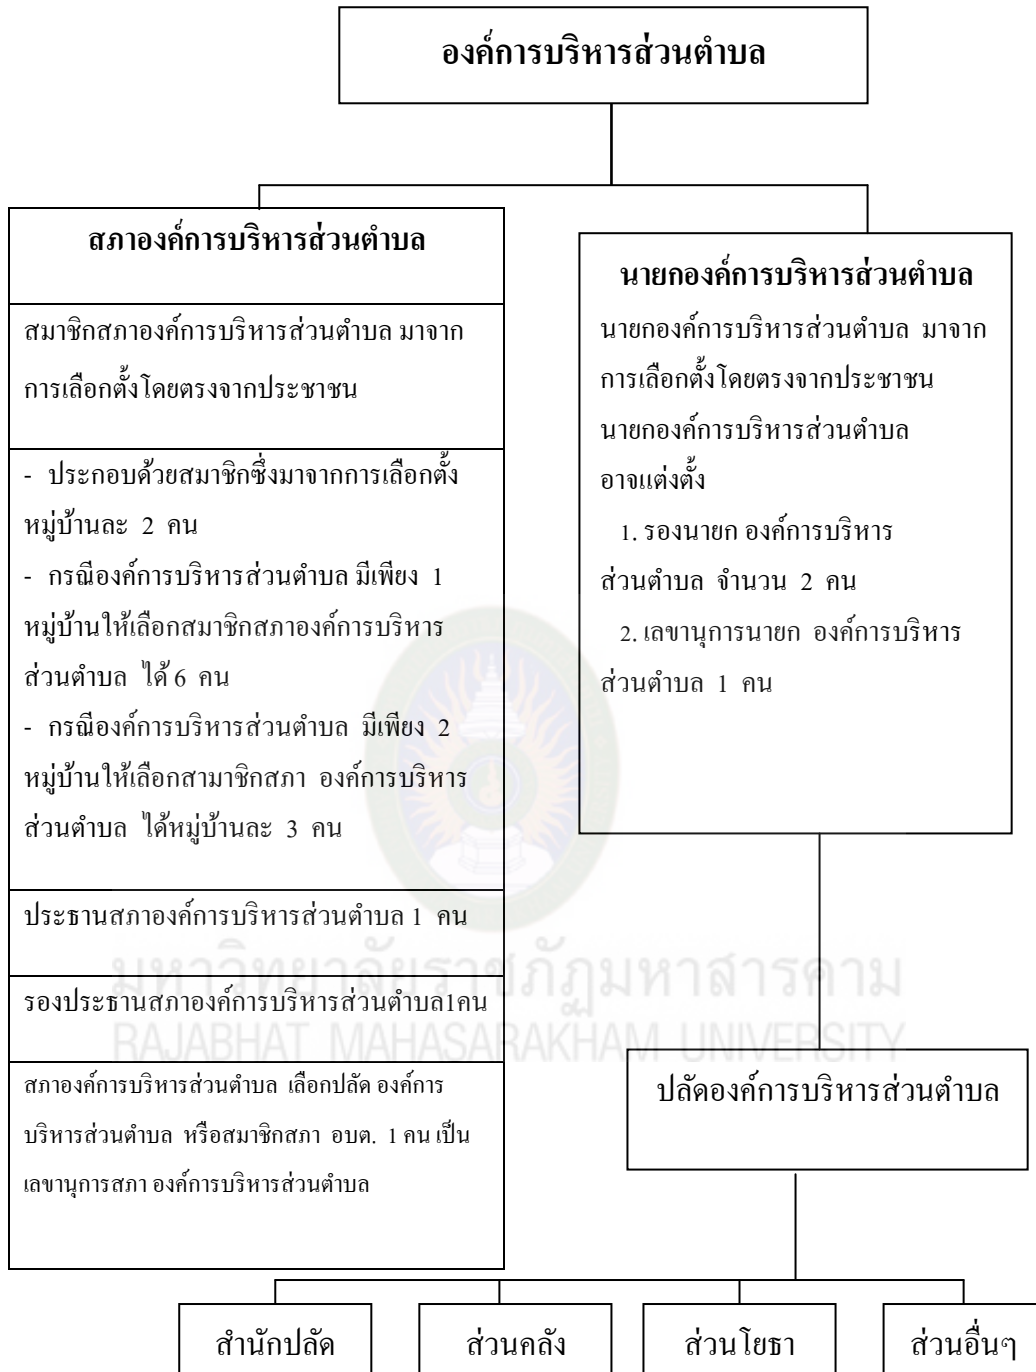 องค์การบริหารส่วนตำบล
สภาองค์การบริหารส่วนตำบล
สมาชิกสภาองค์การบริหารส่วนตำบล มาจาก
การเลือกตั้งโดยตรงจากประชาชน
- ประกอบด้วยสมาชิกซึ่งมาจากการเลือกตั้ง
หมู่บ้านละ 2 คน
- กรณีองค์การบริหารส่วนตำบล มีเพียง 1
หมู่บ้านให้เลือกสมาชิกสภาองค์การบริหาร
ส่วนตำบล ได้ 6 คน
- กรณีองค์การบริหารส่วนตำบล มีเพียง 2
หมู่บ้านให้เลือกสามาชิกสภา องค์การบริหาร
ส่วนตำบล ได้หมู่บ้านละ 3 คน
ประธานสภาองค์การบริหารส่วนตำบล 1 คน
รองประธานสภาองค์การบริหารส่วนตำบล1คน
สภาองค์การบริหารส่วนตำบล เลือกปลัด องค์การ
บริหารส่วนตำบล หรือสมาชิกสภา อบต. 1 คน เป็น
เลขานุการสภา องค์การบริหารส่วนตำบล
นายกองค์การบริหารส่วนตำบล
นายกองค์การบริหารส่วนตำบล มาจาก
การเลือกตั้งโดยตรงจากประชาชน
นายกองค์การบริหารส่วนตำบล
อาจแต่งตั้ง
1. รองนายก องค์การบริหาร
ส่วนตำบล จำนวน 2 คน
2. เลขานุการนายก องค์การบริหาร
ส่วนตำบล 1 คน
มหาวิทยาลัยราชภัฏมหาสารคาม
RAJABHAT MAHASARAKHAM UNIVERSITY
ปลัดองค์การบริหารส่วนตำบล
สำนักปลัด
ส่วนคลัง
ส่วนโยธา
ส่วนอื่นๆ